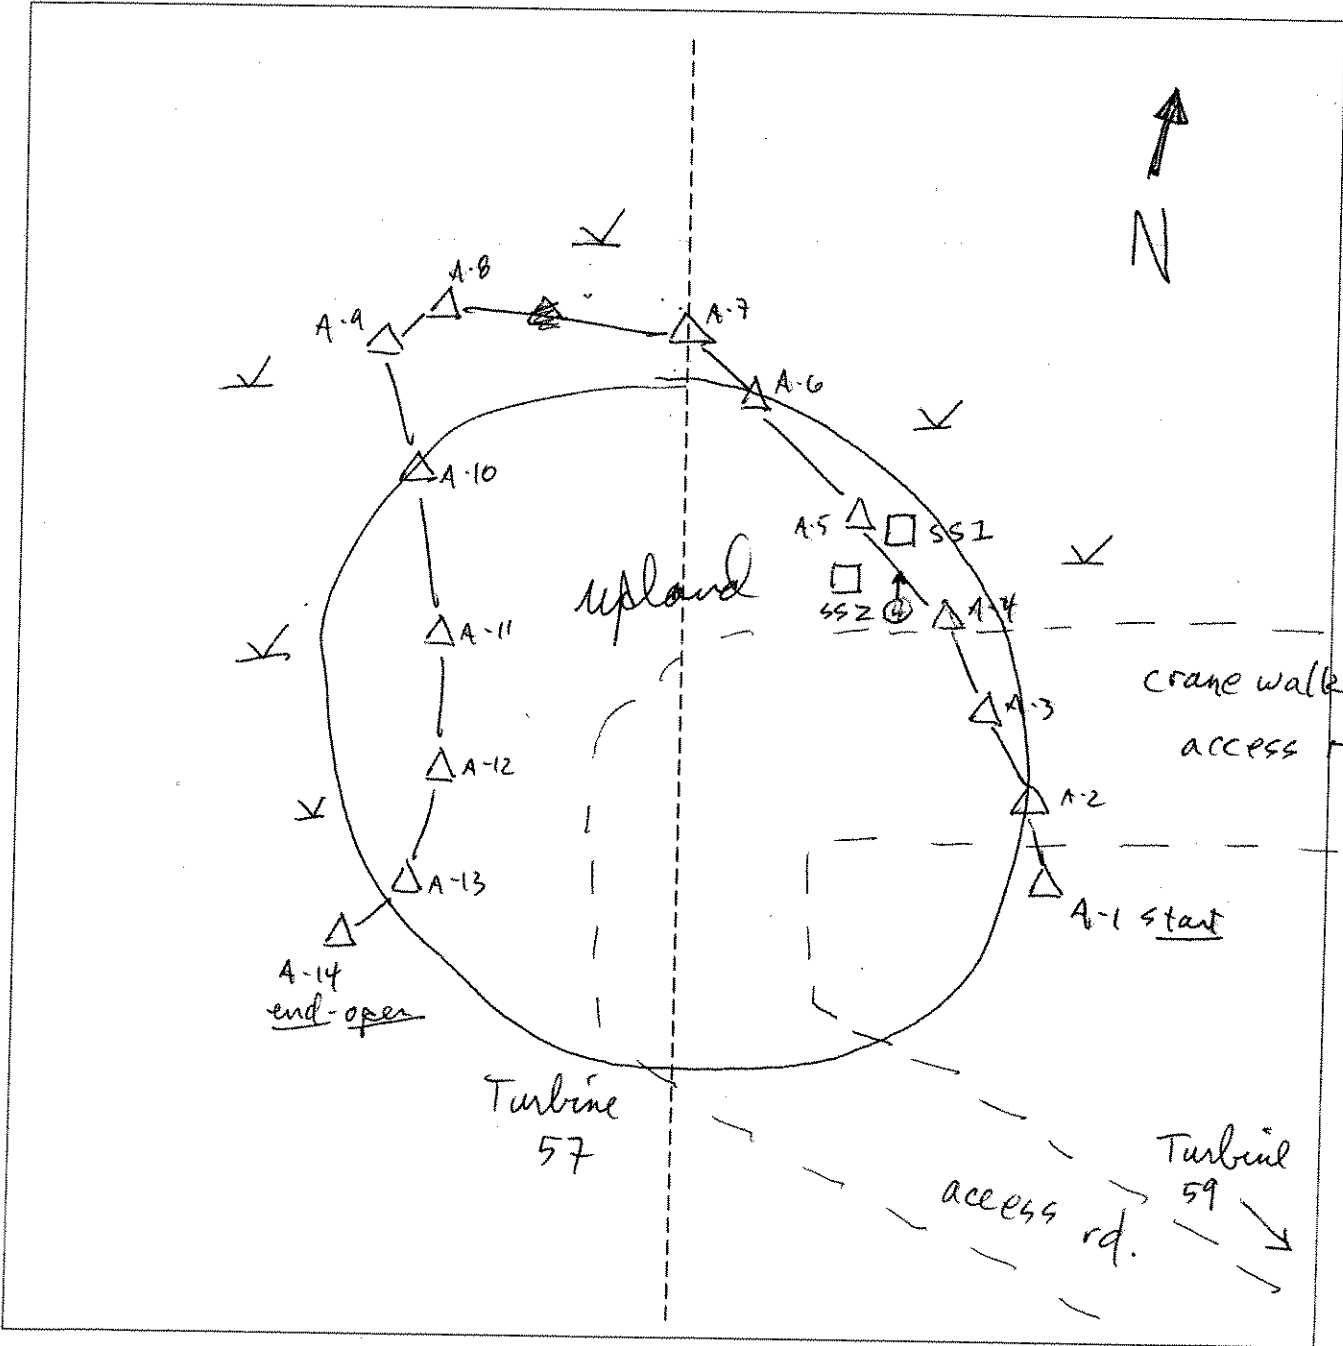 N
A-8
A-9
A-7
A-6
A-10
A-5
SS1
upland
SS2 4
A-4
A-11
crane walk
A-3
access r
A-12
A-2
A-13
A-1 start
A-14
end-open
Turbine
57
Turbine
59
access
rd.